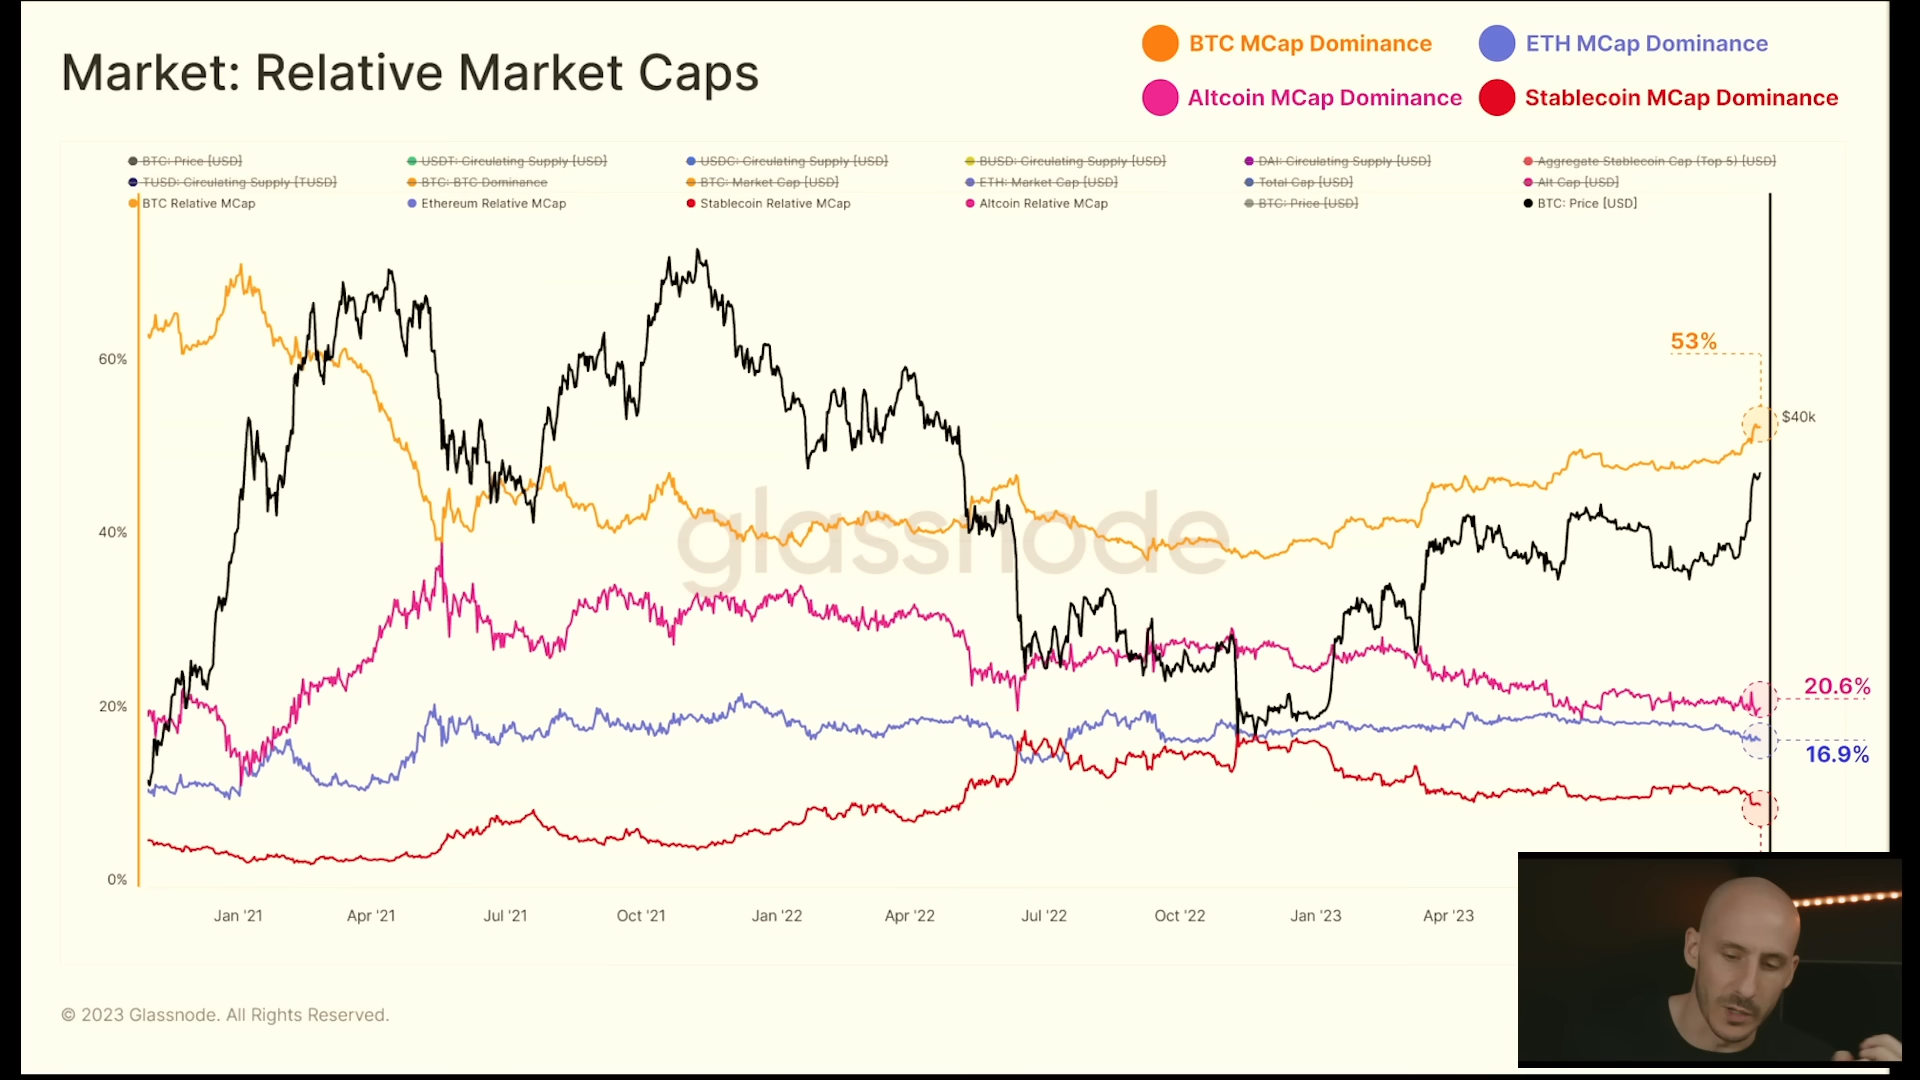 Market: Relative Market Caps
BTC MCap Dominance
ETH MCap Dominance
Altcoin MCap Dominance
Stablecoin MCap Dominance
BTC: Price [USD]
USDT: Circulating Supply [USD]
USDC: Circulating Supply [USD]
BUSD: Circulating Supply [USD]
DAI: Circulating Supply [USD]
Aggregate Stablecoin Cap (Top 5) [USD]
TUSD: Circulating Supply [TUSD]
BTC: BTC Dominance
BTC: Market Cap [USD]
ETH: Market Cap [USD]
Total Cap [USD]
Alt Cap [USD]
BTC Relative MCap
Ethereum Relative MCap
Stablecoin Relative MCap
Altcoin Relative MCap
BTC: Price [USD]
BTC: Price [USD]
53%
60%
$40k
glassnode
40%
20.6%
20%
16.9%
0%
Jan '21
Apr '21
Jul '21
Oct '21
Jan '22
Apr '22
Jul '22
Oct '22
Jan '23
Apr '23
© 2023 Glassnode. All Rights Reserved.